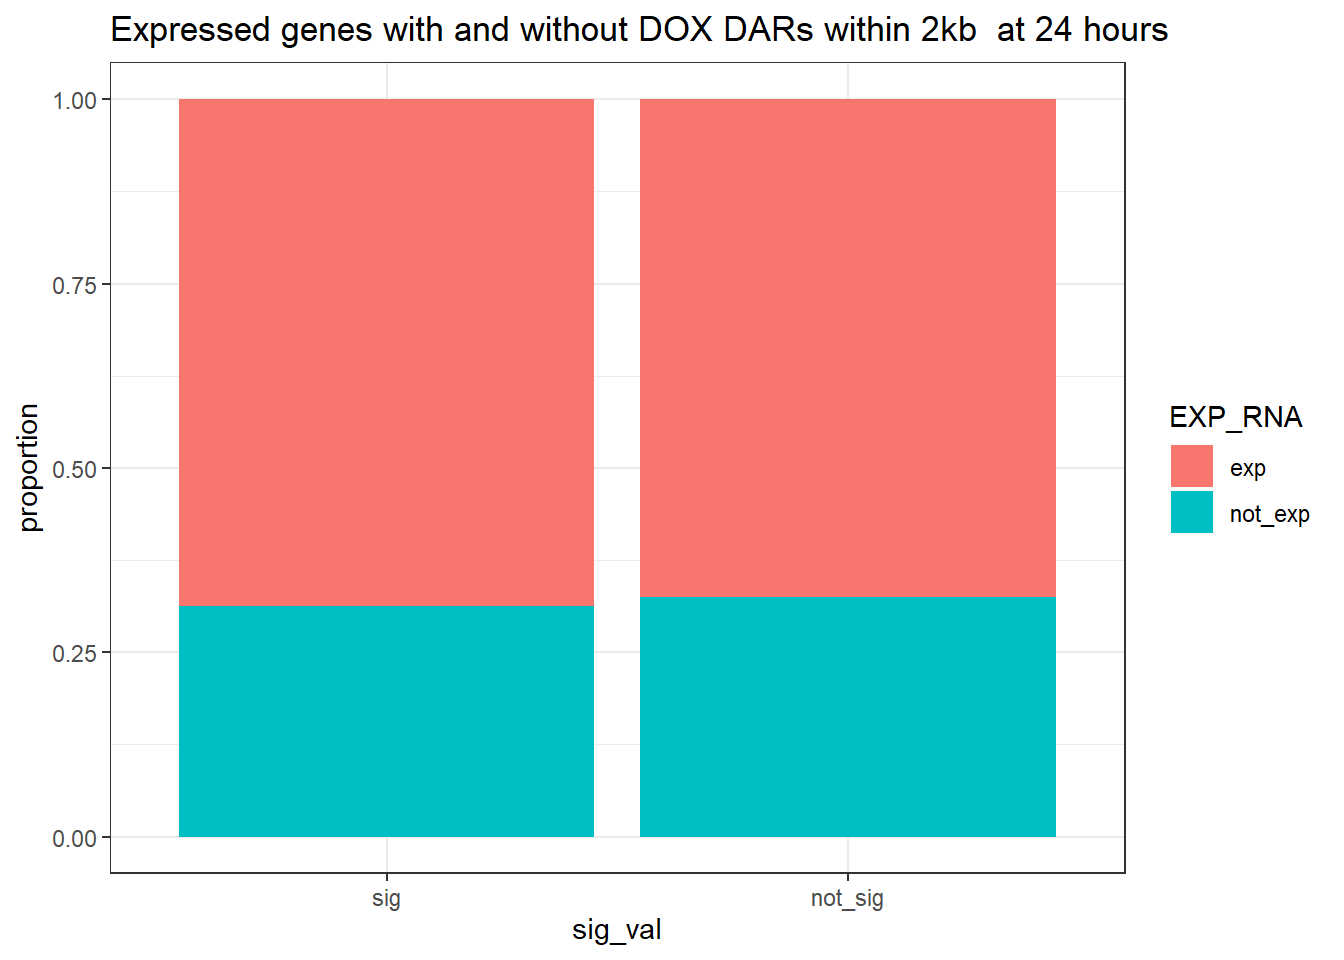 Expressed genes with and without DOX DARs within 2kb  at 24 hours
1.00
0.75
0.50
0.25
0.00
proportion
sig
not_sig
sig_val
EXP_RNA
exp
not_exp